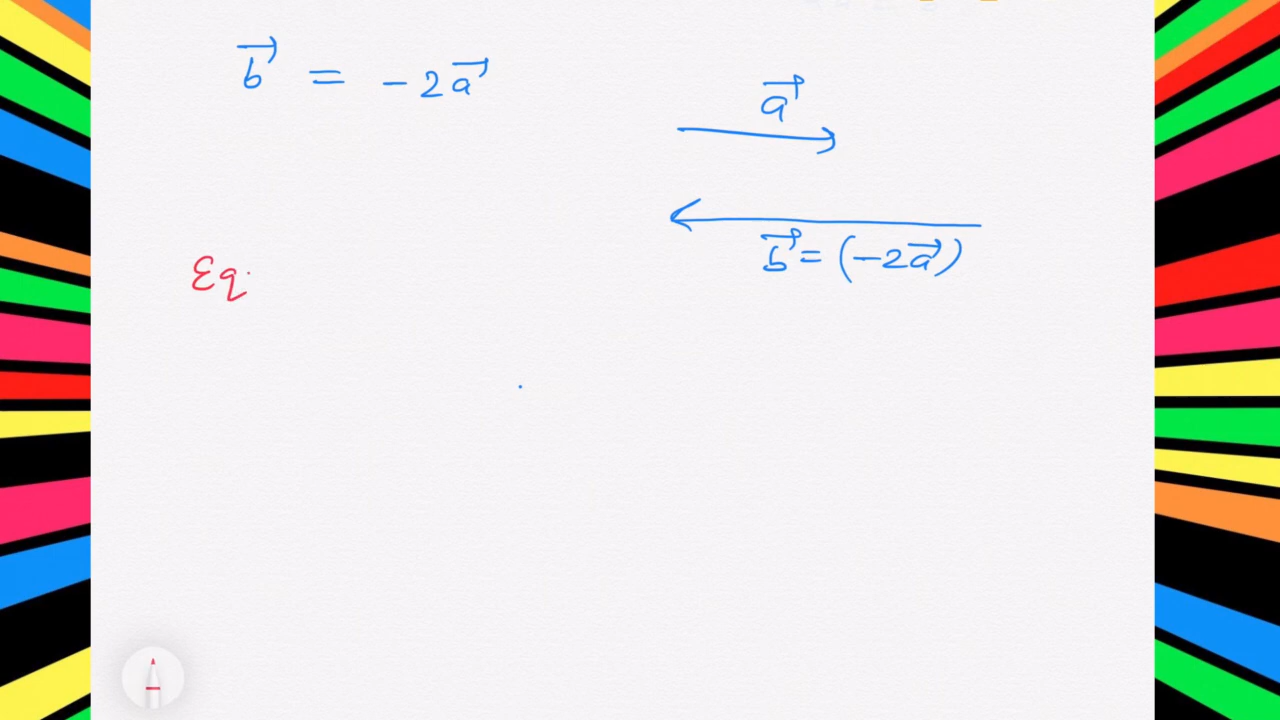 b⃗ = -2a⃗
a⃗
b⃗ = (-2a⃗)
Eq